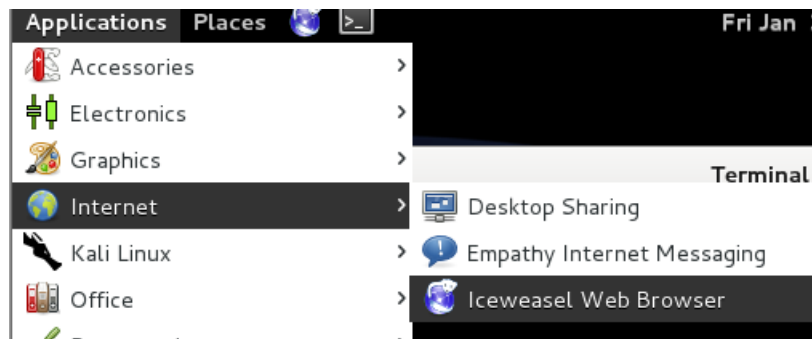 Applications Places Fri Jan
Accessories
Electronics
Graphics
Terminal
Internet Desktop Sharing
Kali Linux Empathy Internet Messaging
Office Iceweasel Web Browser